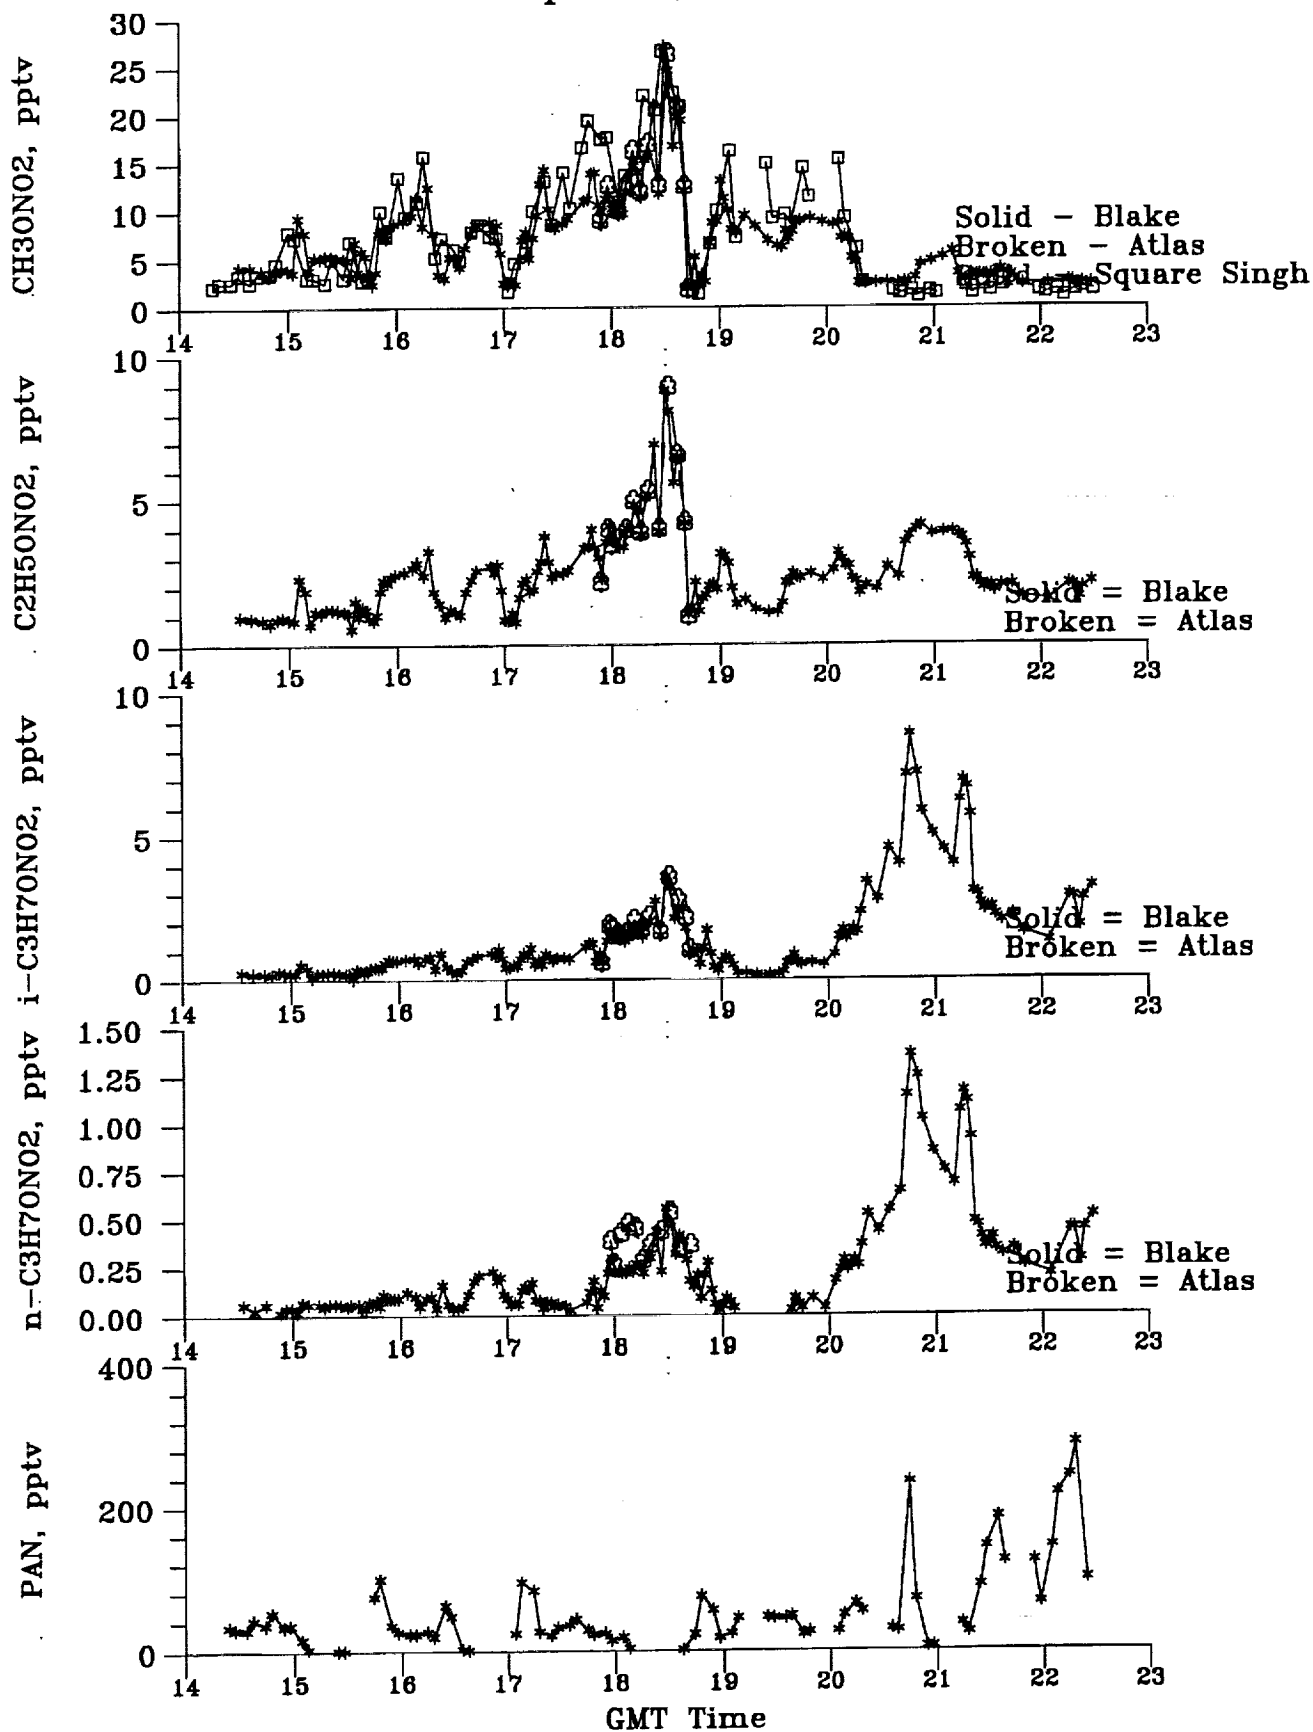 30
25
20
15
10
5
0
CH3ONO2, pptv
Solid - Blake
Broken - Atlas
Square Singh
14 15 16 17 18 19 20 21 22 23
10
5
0
C2H5ONO2, pptv
Solid = Blake
Broken = Atlas
14 15 16 17 18 19 20 21 22 23
10
5
0
i-C3H7ONO2, pptv
Solid = Blake
Broken = Atlas
14 15 16 17 18 19 20 21 22 23
1.50
1.25
1.00
0.75
0.50
0.25
0.00
n-C3H7ONO2, pptv
Solid = Blake
Broken = Atlas
14 15 16 17 18 19 20 21 22 23
400
200
0
PAN, pptv
14 15 16 17 18 19 20 21 22 23
GMT Time